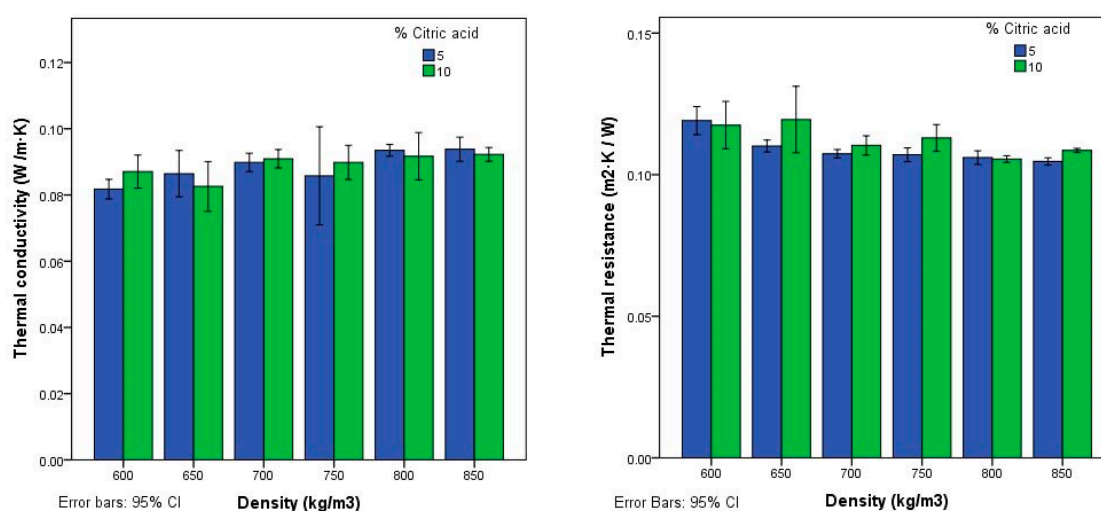 % Citric acid
5
10
Thermal conductivity (W /m·K)
0.12
0.10
0.08
0.06
0.04
0.02
0.00
600 650 700 750 800 850
Error bars: 95% CI
Density (kg/m3)
% Citric acid
5
10
Thermal resistance (m2·K / W)
0.15
0.10
0.05
0.00
600 650 700 750 800 850
Error Bars: 95% CI
Density (kg/m3)